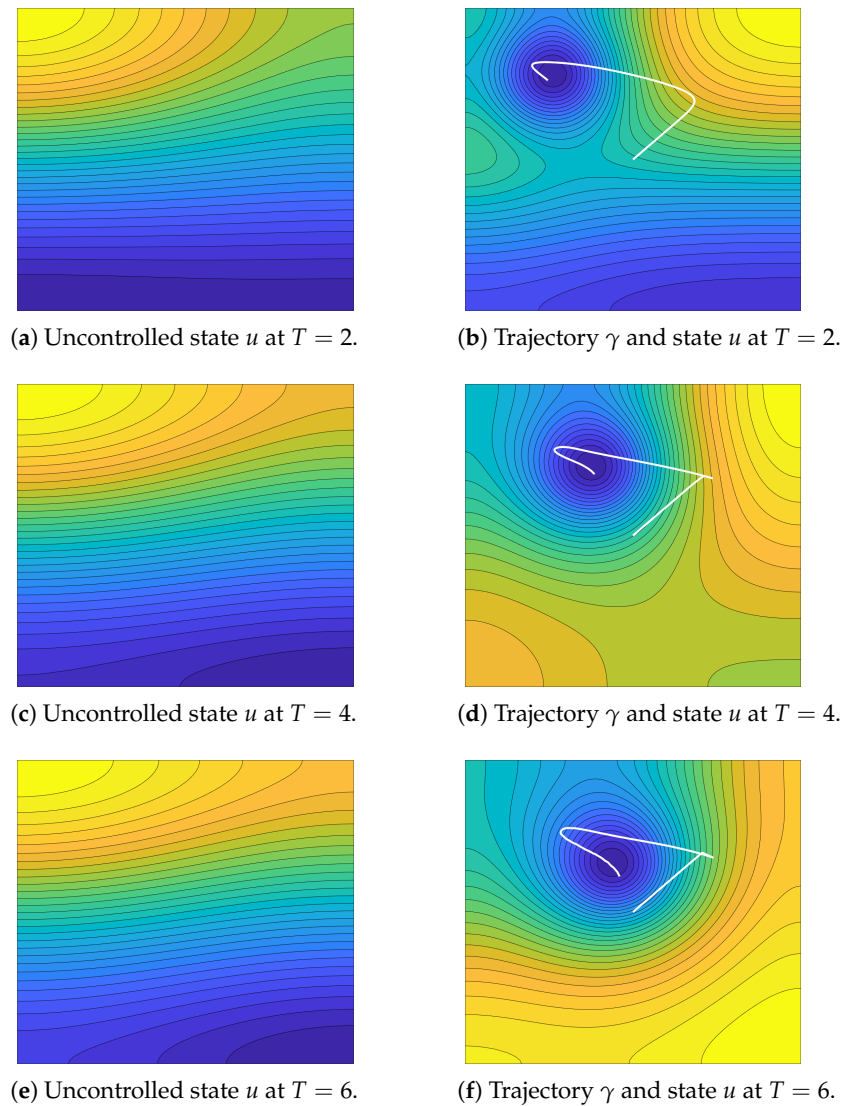 (a) Uncontrolled state u at T = 2.
(b) Trajectory γ and state u at T = 2.
(c) Uncontrolled state u at T = 4.
(d) Trajectory γ and state u at T = 4.
(e) Uncontrolled state u at T = 6.
(f) Trajectory γ and state u at T = 6.